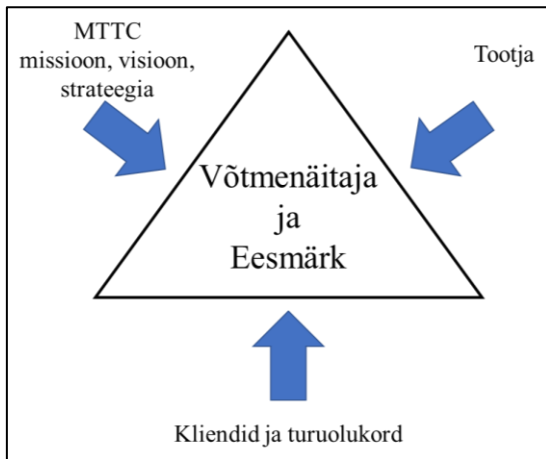 MTTC
missioon, visioon,
strateegia
Tootja
Võtmenäitaja
ja
Eesmärk
Kliendid ja turuolukord